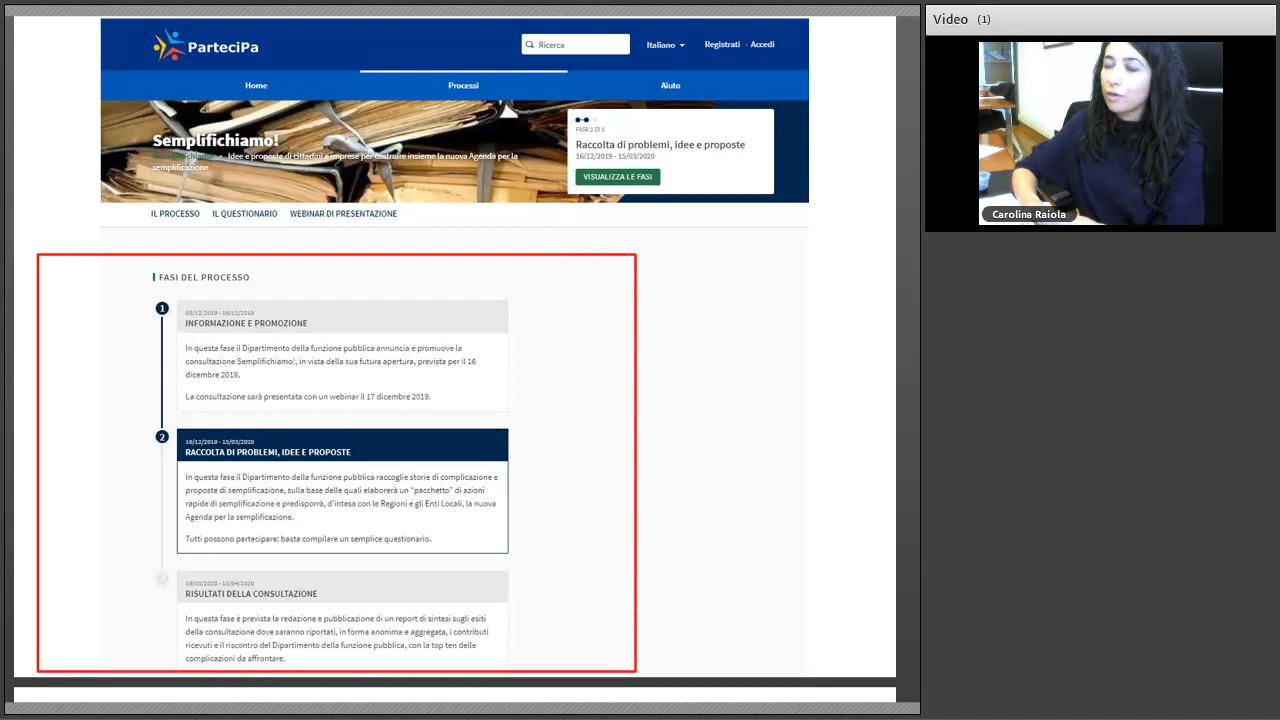 Video (1)
Carolina Raiola
ParteciPa
Ricerca
Italiano
Registrati · Accedi
Home
Processi
Aiuto
Semplifichiamo!
• Idee e proposte di cittadini e imprese per costruire insieme la nuova Agenda per la
semplificazione
FASE 2 DI 3
Raccolta di problemi, idee e proposte
16/12/2019 - 15/03/2020
VISUALIZZA LE FASI
IL PROCESSO
IL QUESTIONARIO
WEBINAR DI PRESENTAZIONE
FASI DEL PROCESSO
1
- 15/12/2019
INFORMAZIONE E PROMOZIONE
In questa fase il Dipartimento della funzione pubblica annuncia e promuove la
consultazione Semplifichiamo!, in vista della sua futura apertura, prevista per il 16
dicembre 2019.
La consultazione sarà presentata con un webinar il 17 dicembre 2019.
2
16/12/2019 - 15/03/2020
RACCOLTA DI PROBLEMI, IDEE E PROPOSTE
In questa fase il Dipartimento della funzione pubblica raccoglie storie di complicazione e
proposte di semplificazione, sulla base delle quali elaborerà un "pacchetto" di azioni
rapide di semplificazione e predisporrà, d'intesa con le Regioni e gli Enti Locali, la nuova
Agenda per la semplificazione.
Tutti possono partecipare: basta compilare un semplice questionario.
16/03/2020 - 15/04/2020
RISULTATI DELLA CONSULTAZIONE
In questa fase è prevista la redazione e pubblicazione di un report di sintesi sugli esiti
della consultazione dove saranno riportati, in forma anonima e aggregata, i contributi
ricevuti e il riscontro del Dipartimento della funzione pubblica, con la top ten delle
complicazioni da affrontare.